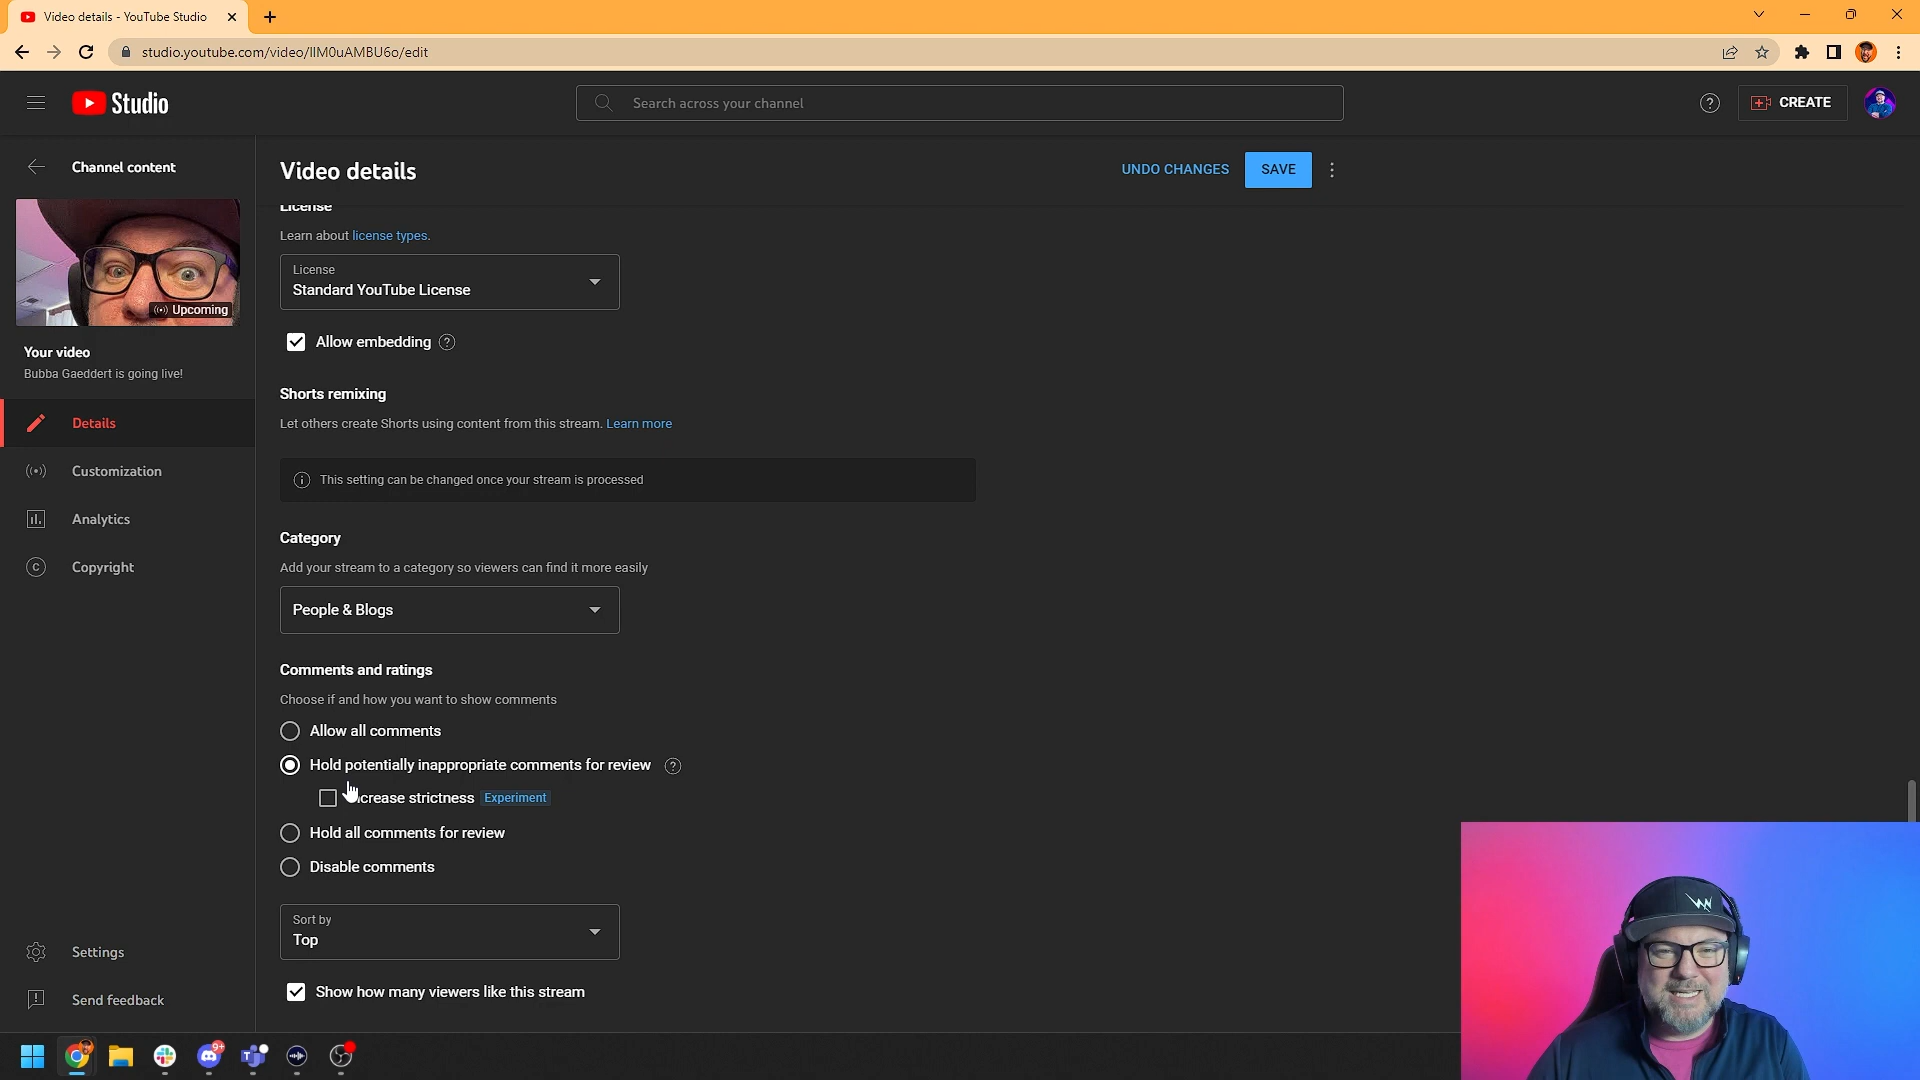 Video details - YouTube Studio
studio.youtube.com/video/IIM0uAMBU6o/edit
Studio
Search across your channel
CREATE
Channel content
Video details
UNDO CHANGES
SAVE
Upcoming
Your video
Bubba Gaeddert is going live!
Details
Customization
Analytics
Copyright
Settings
Send feedback
License
Learn about license types.
License
Standard YouTube License
Allow embedding
Shorts remixing
Let others create Shorts using content from this stream. Learn more
This setting can be changed once your stream is processed
Category
Add your stream to a category so viewers can find it more easily
People & Blogs
Comments and ratings
Choose if and how you want to show comments
Allow all comments
Hold potentially inappropriate comments for review
crease strictness Experiment
Hold all comments for review
Disable comments
Sort by
Top
Show how many viewers like this stream
9+